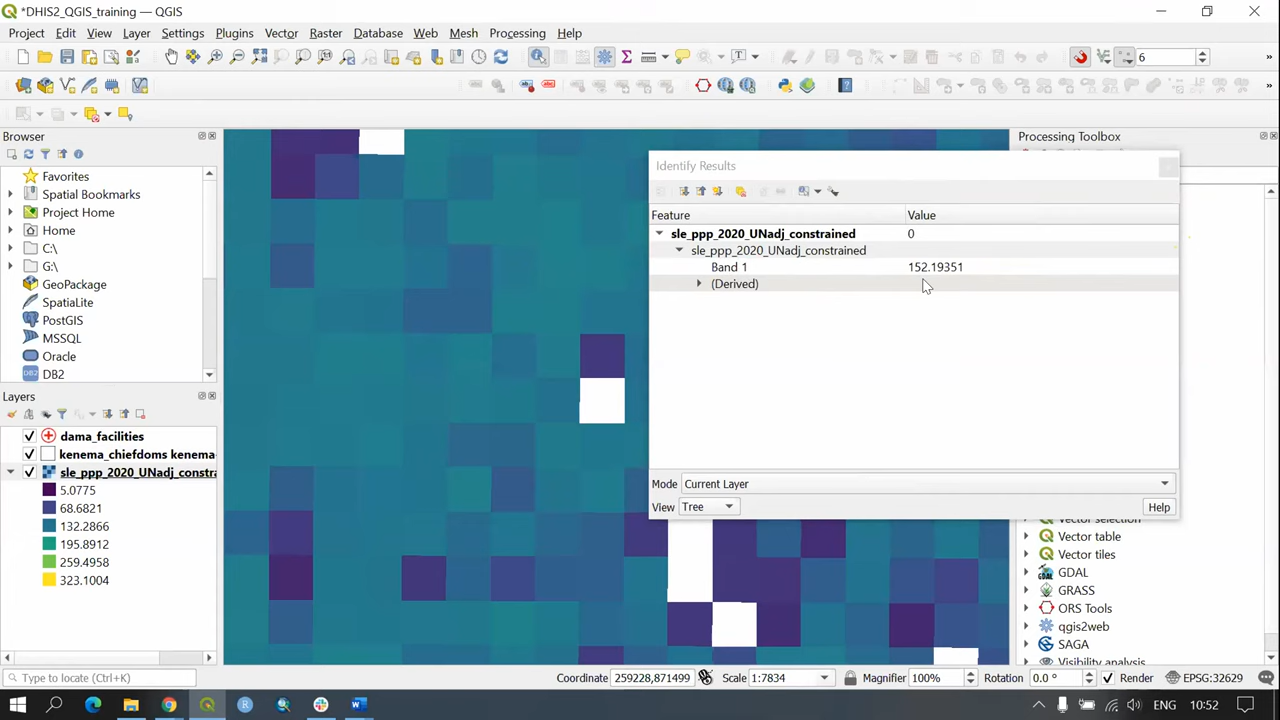 *DHIS2_QGIS_training — QGIS
Project Edit View Layer Settings Plugins Vector Raster Database Web Mesh Processing Help
6
Browser
Favorites
Spatial Bookmarks
Project Home
Home
C:\
G:\
GeoPackage
SpatiaLite
PostGIS
MSSQL
Oracle
DB2
Layers
dama_facilities
kenema_chiefdoms kenema
sle_ppp_2020_UNadj_constra
5.0775
68.6821
132.2866
195.8912
259.4958
323.1004
Identify Results
Feature Value
sle_ppp_2020_UNadj_constrained 0
sle_ppp_2020_UNadj_constrained
Band 1 152.19351
(Derived)
Mode Current Layer
View Tree Help
Processing Toolbox
Vector selection
Vector table
Vector tiles
GDAL
GRASS
ORS Tools
qgis2web
SAGA
Visibility analysis
Type to locate (Ctrl+K) Coordinate 259228,871499 Scale 1:7834 Magnifier 100% Rotation 0.0 ° Render EPSG:32629
ENG 10:52